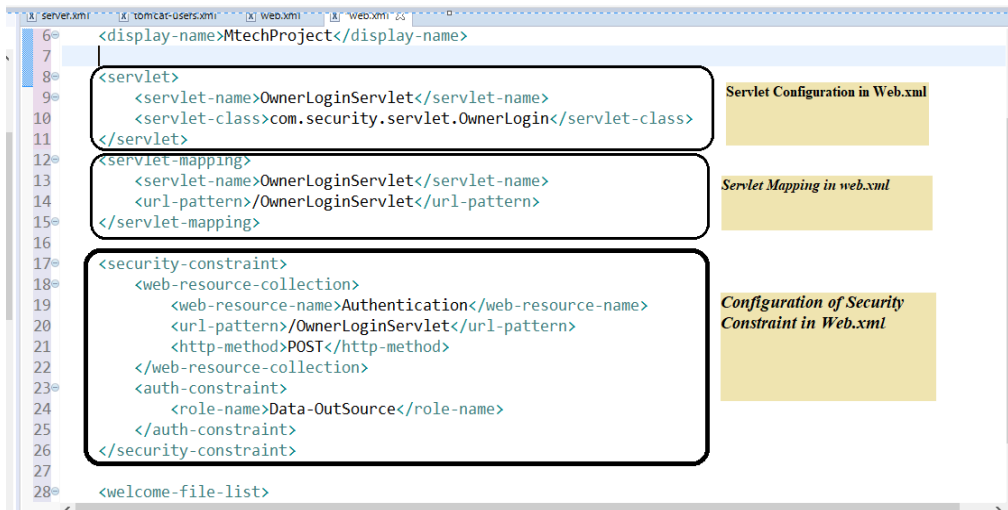 server.xml tomcat-users.xml web.xml *web.xml
6 <display-name>MtechProject</display-name>
7
8 <servlet>
9 <servlet-name>OwnerLoginServlet</servlet-name>
10 <servlet-class>com.security.servlet.OwnerLogin</servlet-class>
11 </servlet>
12 <servlet-mapping>
13 <servlet-name>OwnerLoginServlet</servlet-name>
14 <url-pattern>/OwnerLoginServlet</url-pattern>
15 </servlet-mapping>
16
17 <security-constraint>
18 <web-resource-collection>
19 <web-resource-name>Authentication</web-resource-name>
20 <url-pattern>/OwnerLoginServlet</url-pattern>
21 <http-method>POST</http-method>
22 </web-resource-collection>
23 <auth-constraint>
24 <role-name>Data-OutSource</role-name>
25 </auth-constraint>
26 </security-constraint>
27
28 <welcome-file-list>
Servlet Configuration in Web.xml
Servlet Mapping in web.xml
Configuration of Security
Constraint in Web.xml